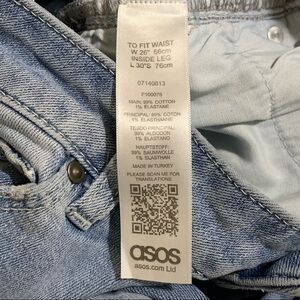 TO FIT WAIST
W 26" 66cm
INSIDE LEG
L 30"S 76cm
07140813
F100078
MAIN: 99% COTTON
1% ELASTANE
PRINCIPAL: 99% COTON
1% ELASTHANNE
TEJIDO PRINCIPAL:
99% ALGODÓN
1% ELASTANO
HAUPTSTOFF:
99% BAUMWOLLE
1% ELASTHAN
MADE IN TURKEY
PLEASE SCAN ME FOR
TRANSLATIONS
asos
asos.com Ltd